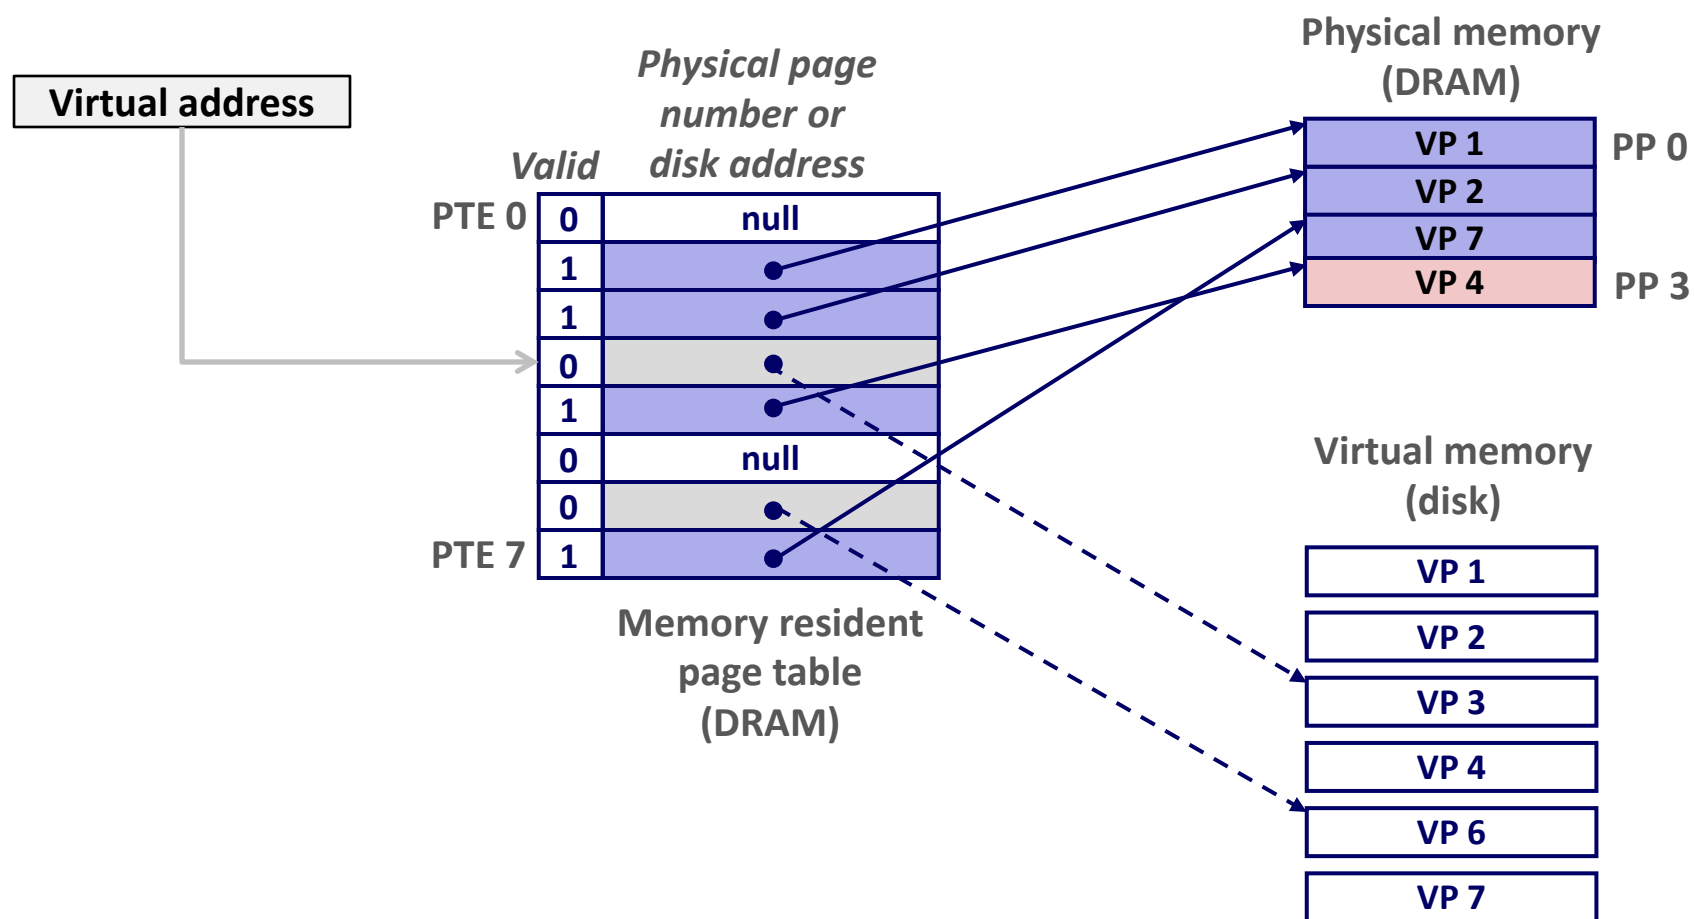 Virtual address
Physical page
number or
disk address
Valid
PTE 0
0
null
1
1
0
1
0
null
0
PTE 7
1
Memory resident
page table
(DRAM)
Physical memory
(DRAM)
VP 1
PP 0
VP 2
VP 7
VP 4
PP 3
Virtual memory
(disk)
VP 1
VP 2
VP 3
VP 4
VP 6
VP 7